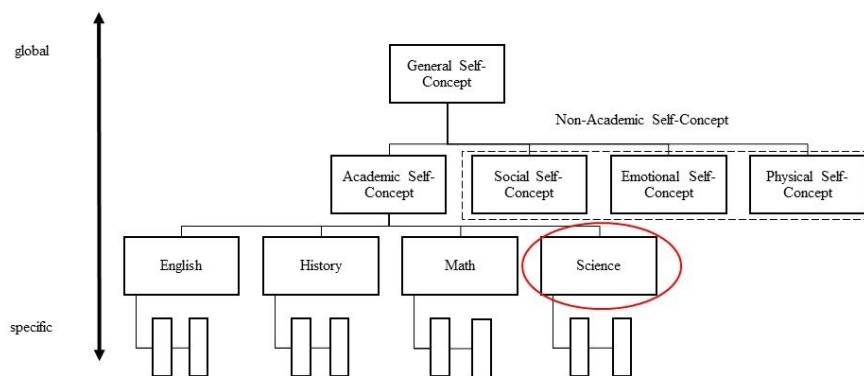 global
General Self-
Concept
Non-Academic Self-Concept
Academic Self-
Concept
Social Self-
Concept
Emotional Self-
Concept
Physical Self-
Concept
English
History
Math
Science
specific